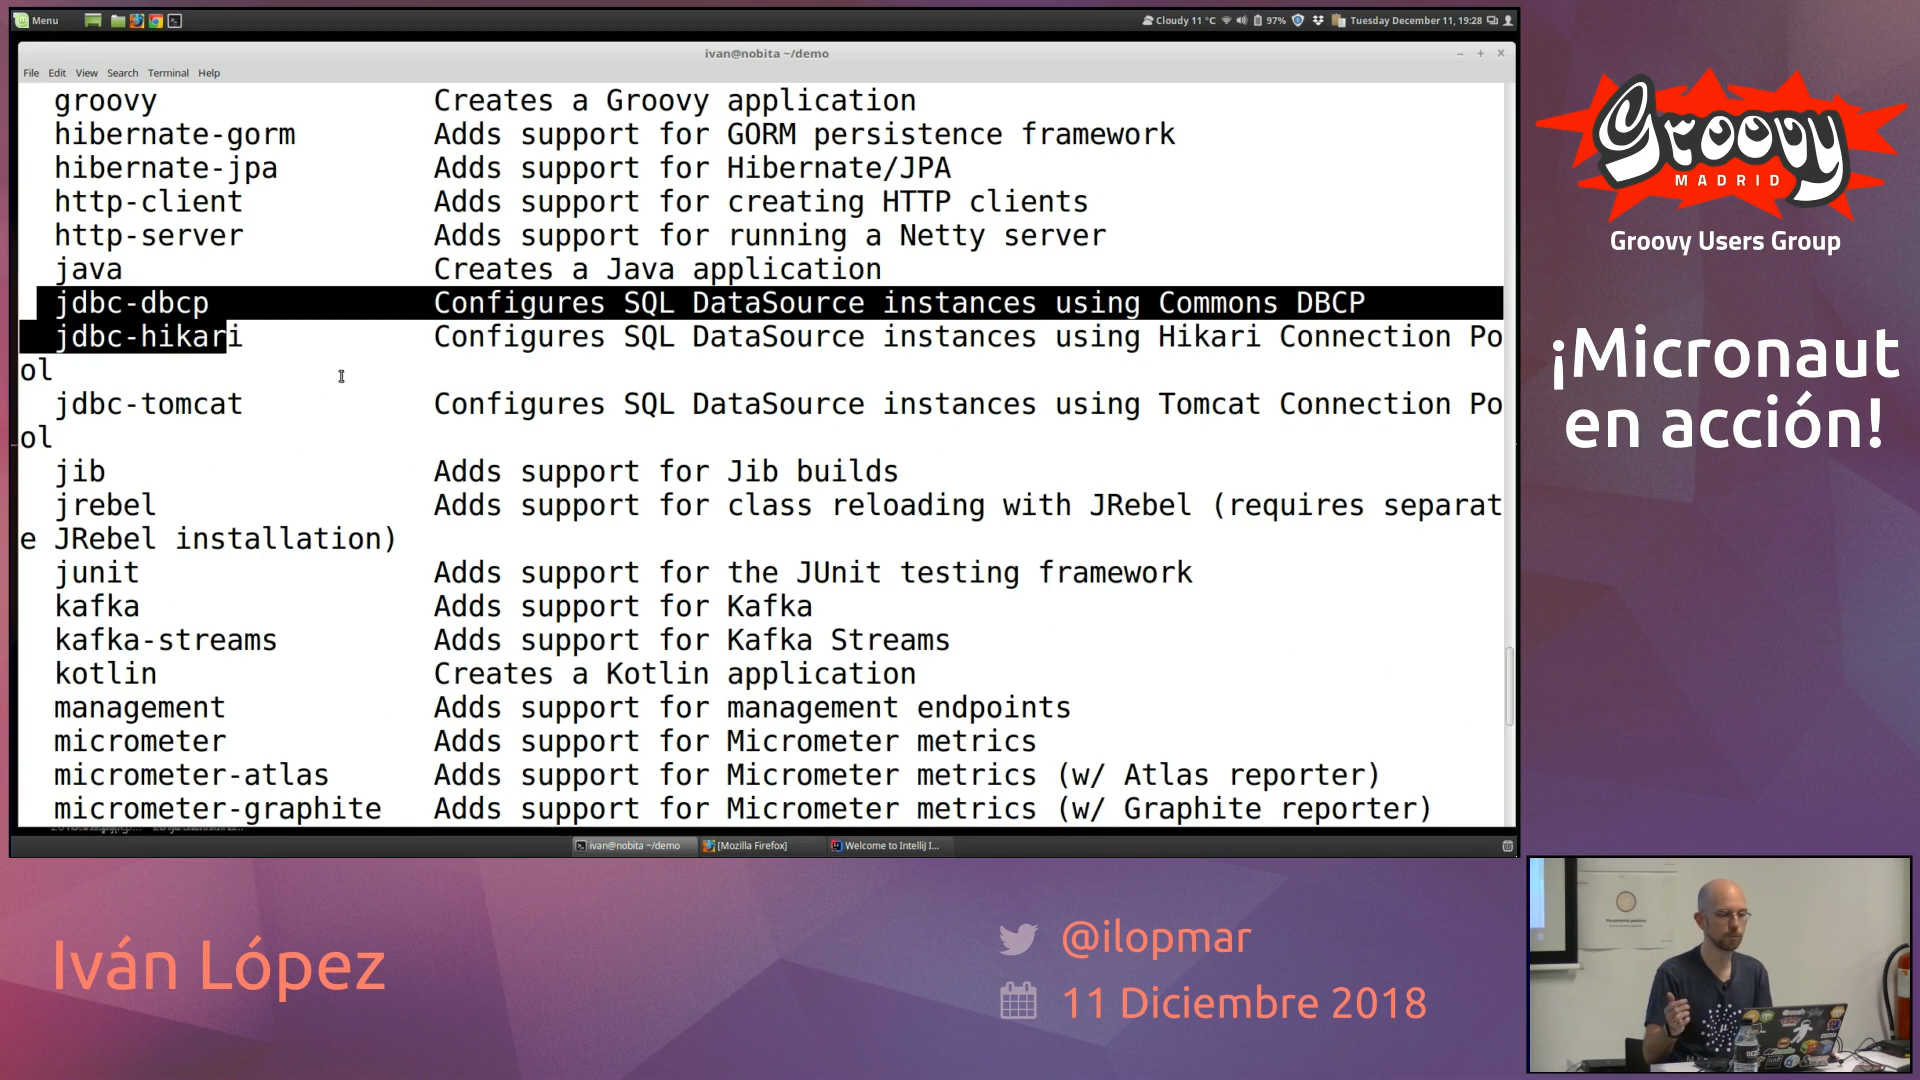 Menu
Cloudy 11 °C 97% Tuesday December 11, 19:28
ivan@nobita ~/demo
File Edit View Search Terminal Help
groovy Creates a Groovy application
hibernate-gorm Adds support for GORM persistence framework
hibernate-jpa Adds support for Hibernate/JPA
http-client Adds support for creating HTTP clients
http-server Adds support for running a Netty server
java Creates a Java application
jdbc-dbcp Configures SQL DataSource instances using Commons DBCP
jdbc-hikari Configures SQL DataSource instances using Hikari Connection Po
ol
jdbc-tomcat Configures SQL DataSource instances using Tomcat Connection Po
ol
jib Adds support for Jib builds
jrebel Adds support for class reloading with JRebel (requires separat
e JRebel installation)
junit Adds support for the JUnit testing framework
kafka Adds support for Kafka
kafka-streams Adds support for Kafka Streams
kotlin Creates a Kotlin application
management Adds support for management endpoints
micrometer Adds support for Micrometer metrics
micrometer-atlas Adds support for Micrometer metrics (w/ Atlas reporter)
micrometer-graphite Adds support for Micrometer metrics (w/ Graphite reporter)
ivan@nobita ~/demo [Mozilla Firefox] Welcome to IntelliJ I...
Groovy
MADRID
Groovy Users Group
¡Micronaut
en acción!
Iván López
@ilopmar
11 Diciembre 2018